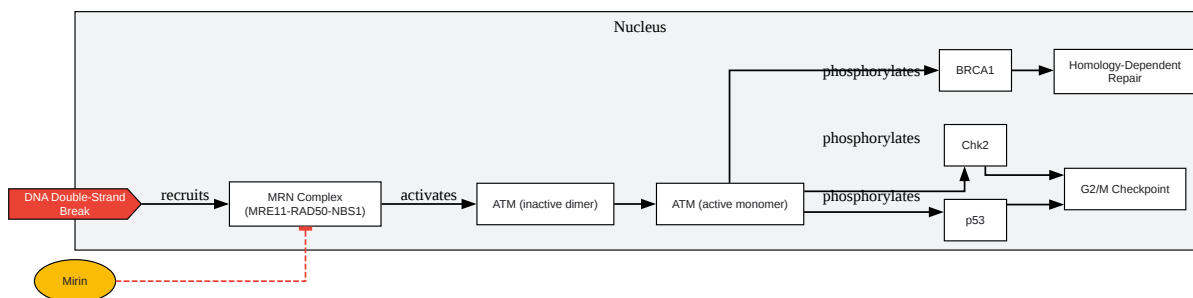 Nucleus
phosphorylates
BRCA1
Homology-Dependent
Repair
phosphorylates
Chk2
DNA Double-Strand
Break
recruits
MRN Complex
(MRE11-RAD50-NBS1)
activates
ATM (inactive dimer)
ATM (active monomer)
phosphorylates
p53
G2/M Checkpoint
Mirin